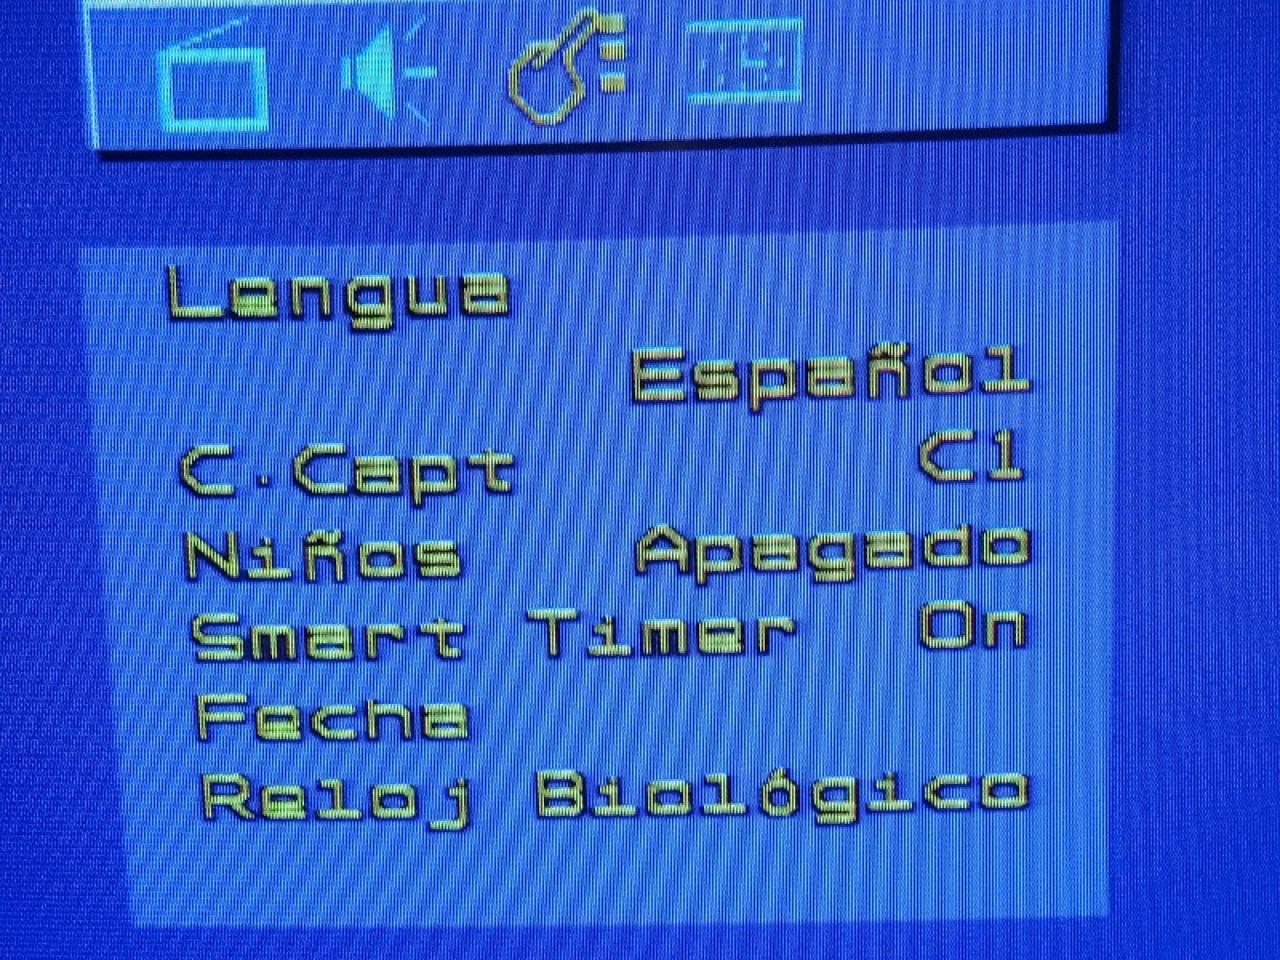 Lengua
Español
C.Capt C1
Niños Apagado
Smart Timer On
Fecha
Reloj Biológico